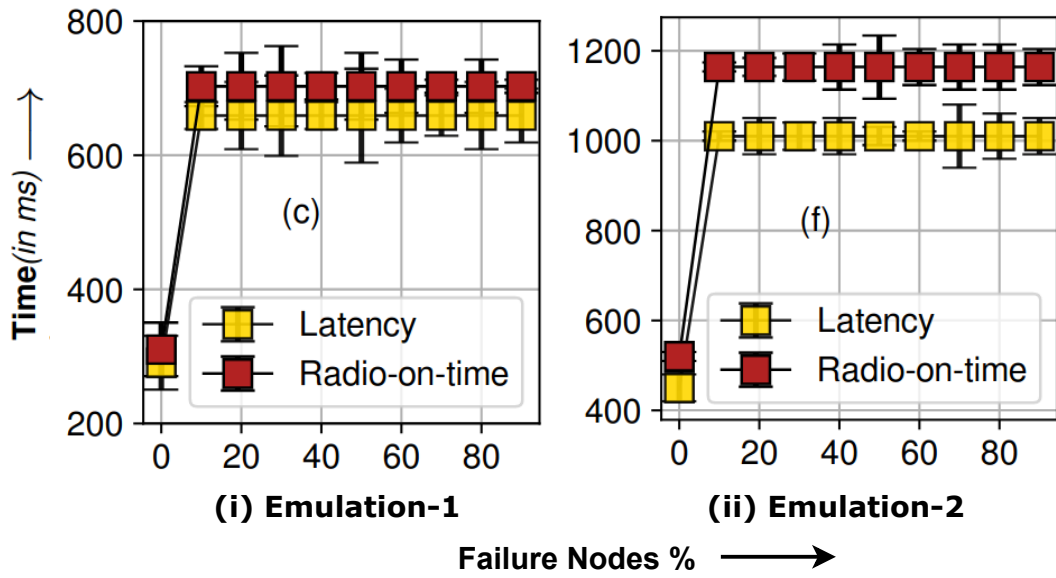 Time(in ms)
800
600
400
200
(c)
Latency
Radio-on-time
0 20 40 60 80
(i) Emulation-1
1200
1000
800
600
400
(f)
Latency
Radio-on-time
0 20 40 60 80
(ii) Emulation-2
Failure Nodes %